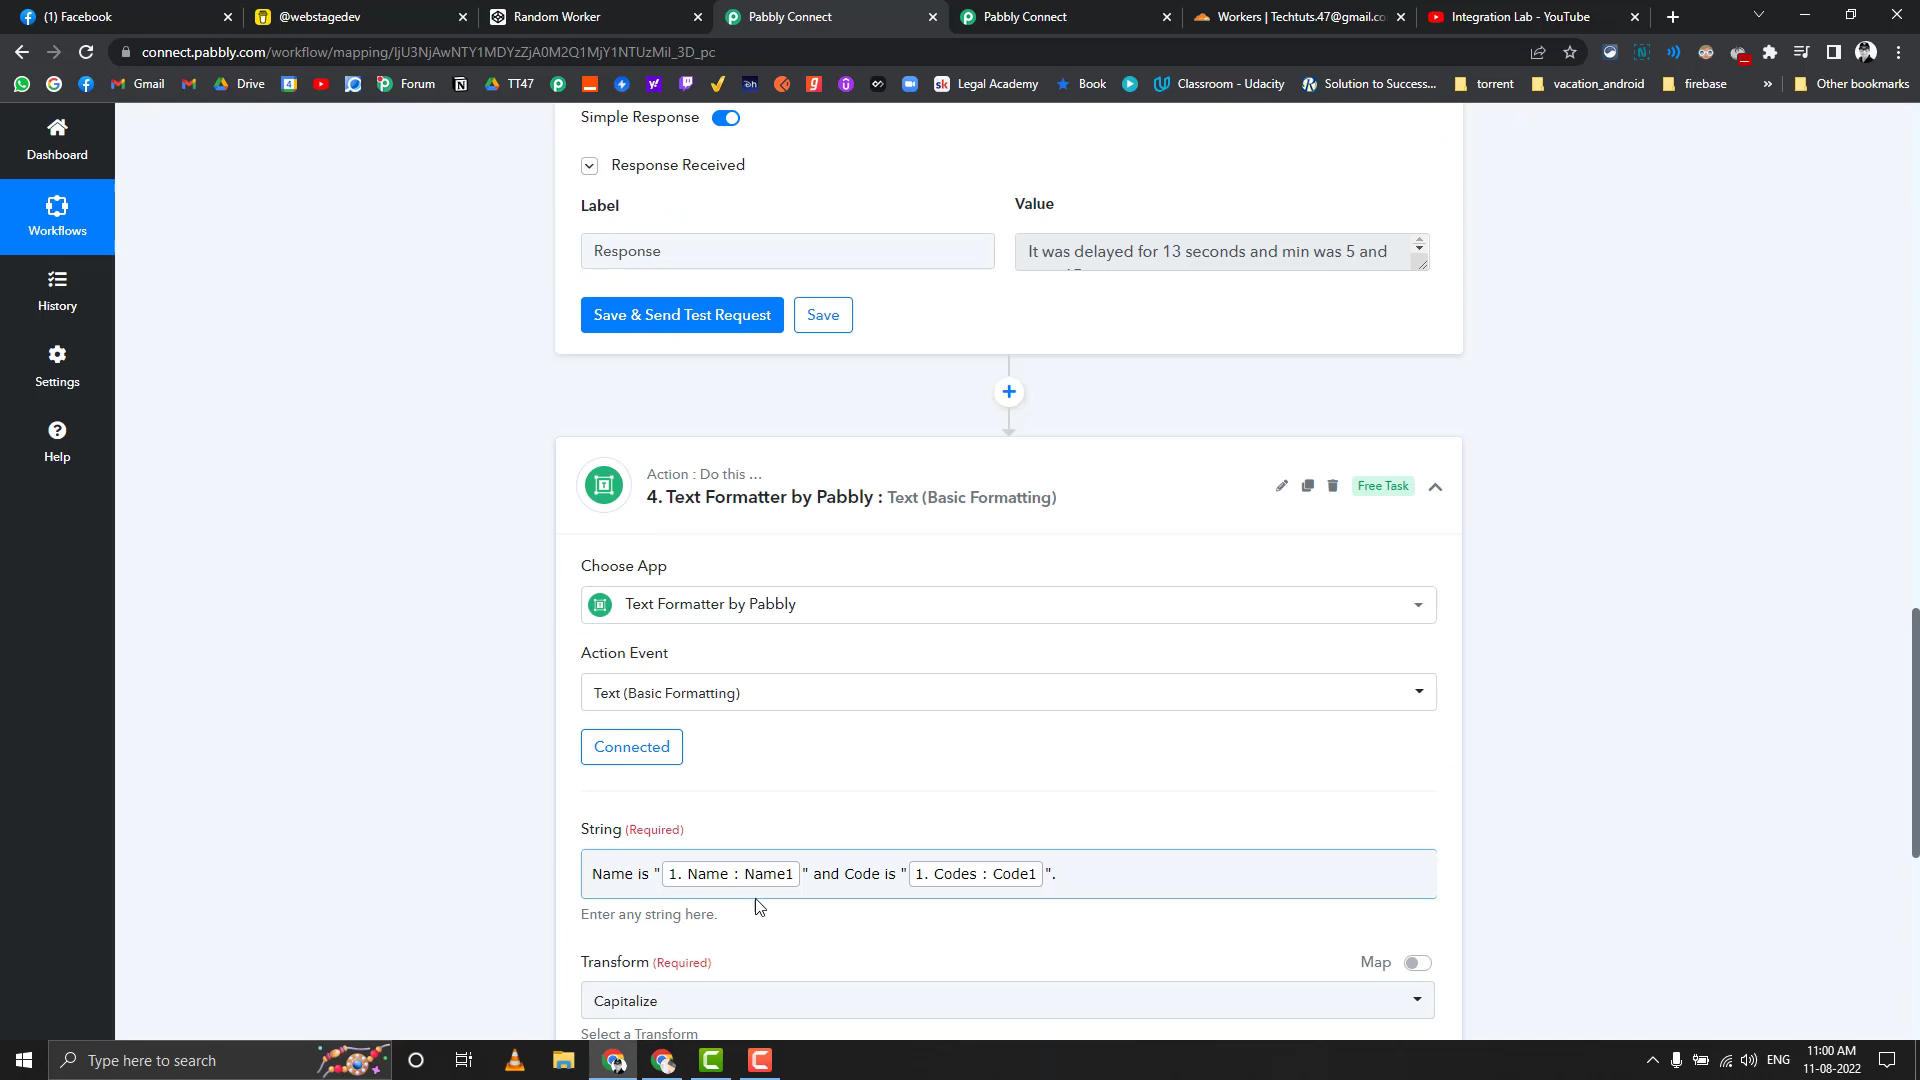 (1) Facebook
@webstagedev
Random Worker
Pabbly Connect
Pabbly Connect
Workers | Techtuts.47@gmail.co
Integration Lab - YouTube
connect.pabbly.com/workflow/mapping/IjU3NjAwNTY1MDYzZjA0M2Q1MjY1NTUzMiI_3D_pc
Gmail
Drive
Forum
TT47
Legal Academy
Book
Classroom - Udacity
Solution to Success...
torrent
vacation_android
firebase
»
Other bookmarks
Dashboard
Workflows
History
Settings
Help
Simple Response
Response Received
Label
Value
Response
It was delayed for 13 seconds and min was 5 and
Save & Send Test Request
Save
Action : Do this ...
4. Text Formatter by Pabbly : Text (Basic Formatting)
Free Task
Choose App
Text Formatter by Pabbly
Action Event
Text (Basic Formatting)
Connected
String (Required)
Name is " 1. Name : Name1 " and Code is " 1. Codes : Code1 ".
Enter any string here.
Transform (Required)
Map
Capitalize
Select a Transform
Type here to search
ENG
11:00 AM
11-08-2022